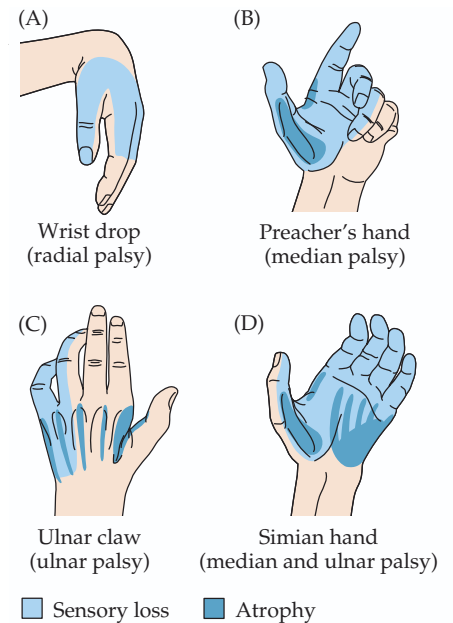 (A)
(B)
Wrist drop
(radial palsy)
Preacher's hand
(median palsy)
(C)
(D)
Ulnar claw
(ulnar palsy)
Simian hand
(median and ulnar palsy)
Sensory loss
Atrophy